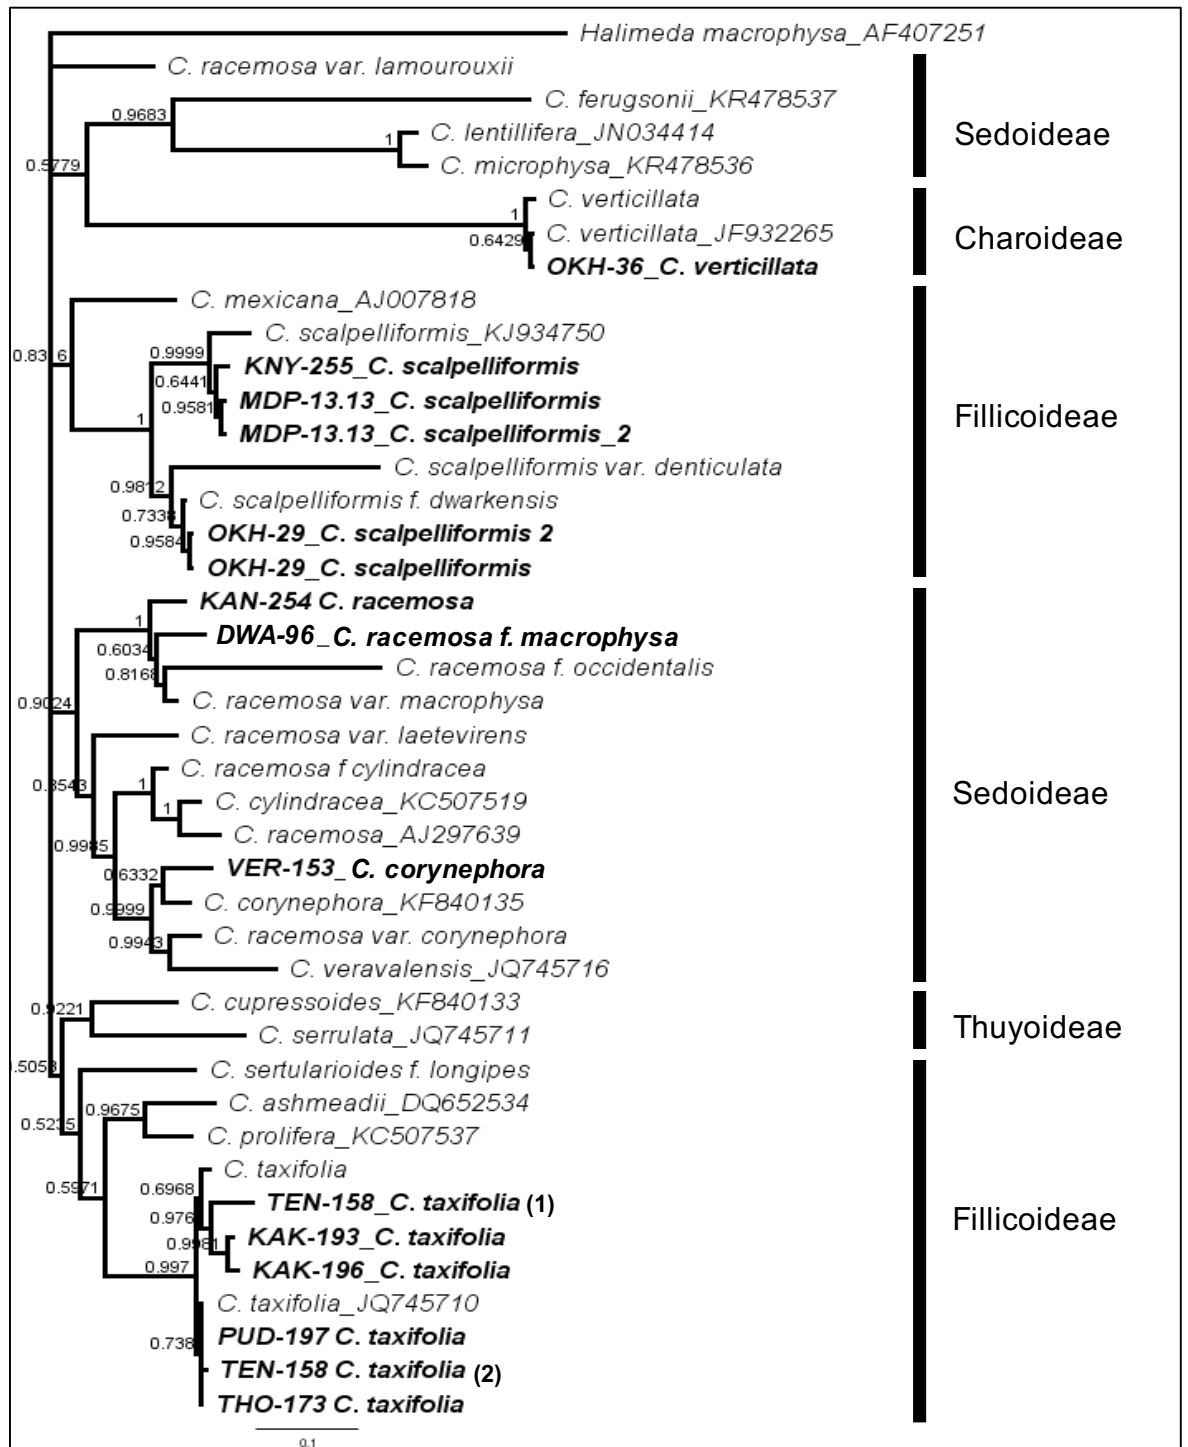 Halimeda macrophysa_AF407251
C. racemosa var. lamourouxii
C. ferugsonii_KR478537
0.9683
C. lentillifera_JN034414
1
Sedoideae
C. microphysa_KR478536
0.5779
C. verticillata
1
C. verticillata_JF932265
0.6429
Charoideae
OKH-36_C. verticillata
C. mexicana_AJ007818
C. scalpelliformis_KJ934750
0.83 6
0.9999
KNY-255_C. scalpelliformis
0.6441
MDP-13.13_C. scalpelliformis
0.9581
Fillicoideae
1
MDP-13.13_C. scalpelliformis_2
C. scalpelliformis var. denticulata
0.9812
C. scalpelliformis f. dwarkensis
0.7338
OKH-29_C. scalpelliformis 2
0.9584
OKH-29_C. scalpelliformis
KAN-254 C. racemosa
1
DWA-96_C. racemosa f. macrophysa
0.6034
C. racemosa f. occidentalis
0.8168
C. racemosa var. macrophysa
0.9024
C. racemosa var. laetevirens
C. racemosa f cylindracea
0.8543
1
C. cylindracea_KC507519
1
Sedoideae
C. racemosa_AJ297639
0.9985
VER-153_C. corynephora
0.6332
C. corynephora_KF840135
0.9999
C. racemosa var. corynephora
0.9943
C. veravalensis_JQ745716
C. cupressoides_KF840133
0.9221
Thuyoideae
C. serrulata_JQ745711
C. sertularioides f. longipes
.5058
C. ashmeadii_DQ652534
0.9675
0.5235
C. prolifera_KC507537
C. taxifolia
0.5971
0.6968
TEN-158_C. taxifolia (1)
0.976
Fillicoideae
KAK-193_C. taxifolia
0.9981
KAK-196_C. taxifolia
0.997
C. taxifolia_JQ745710
PUD-197 C. taxifolia
0.738
TEN-158 C. taxifolia (2)
THO-173 C. taxifolia
0.1